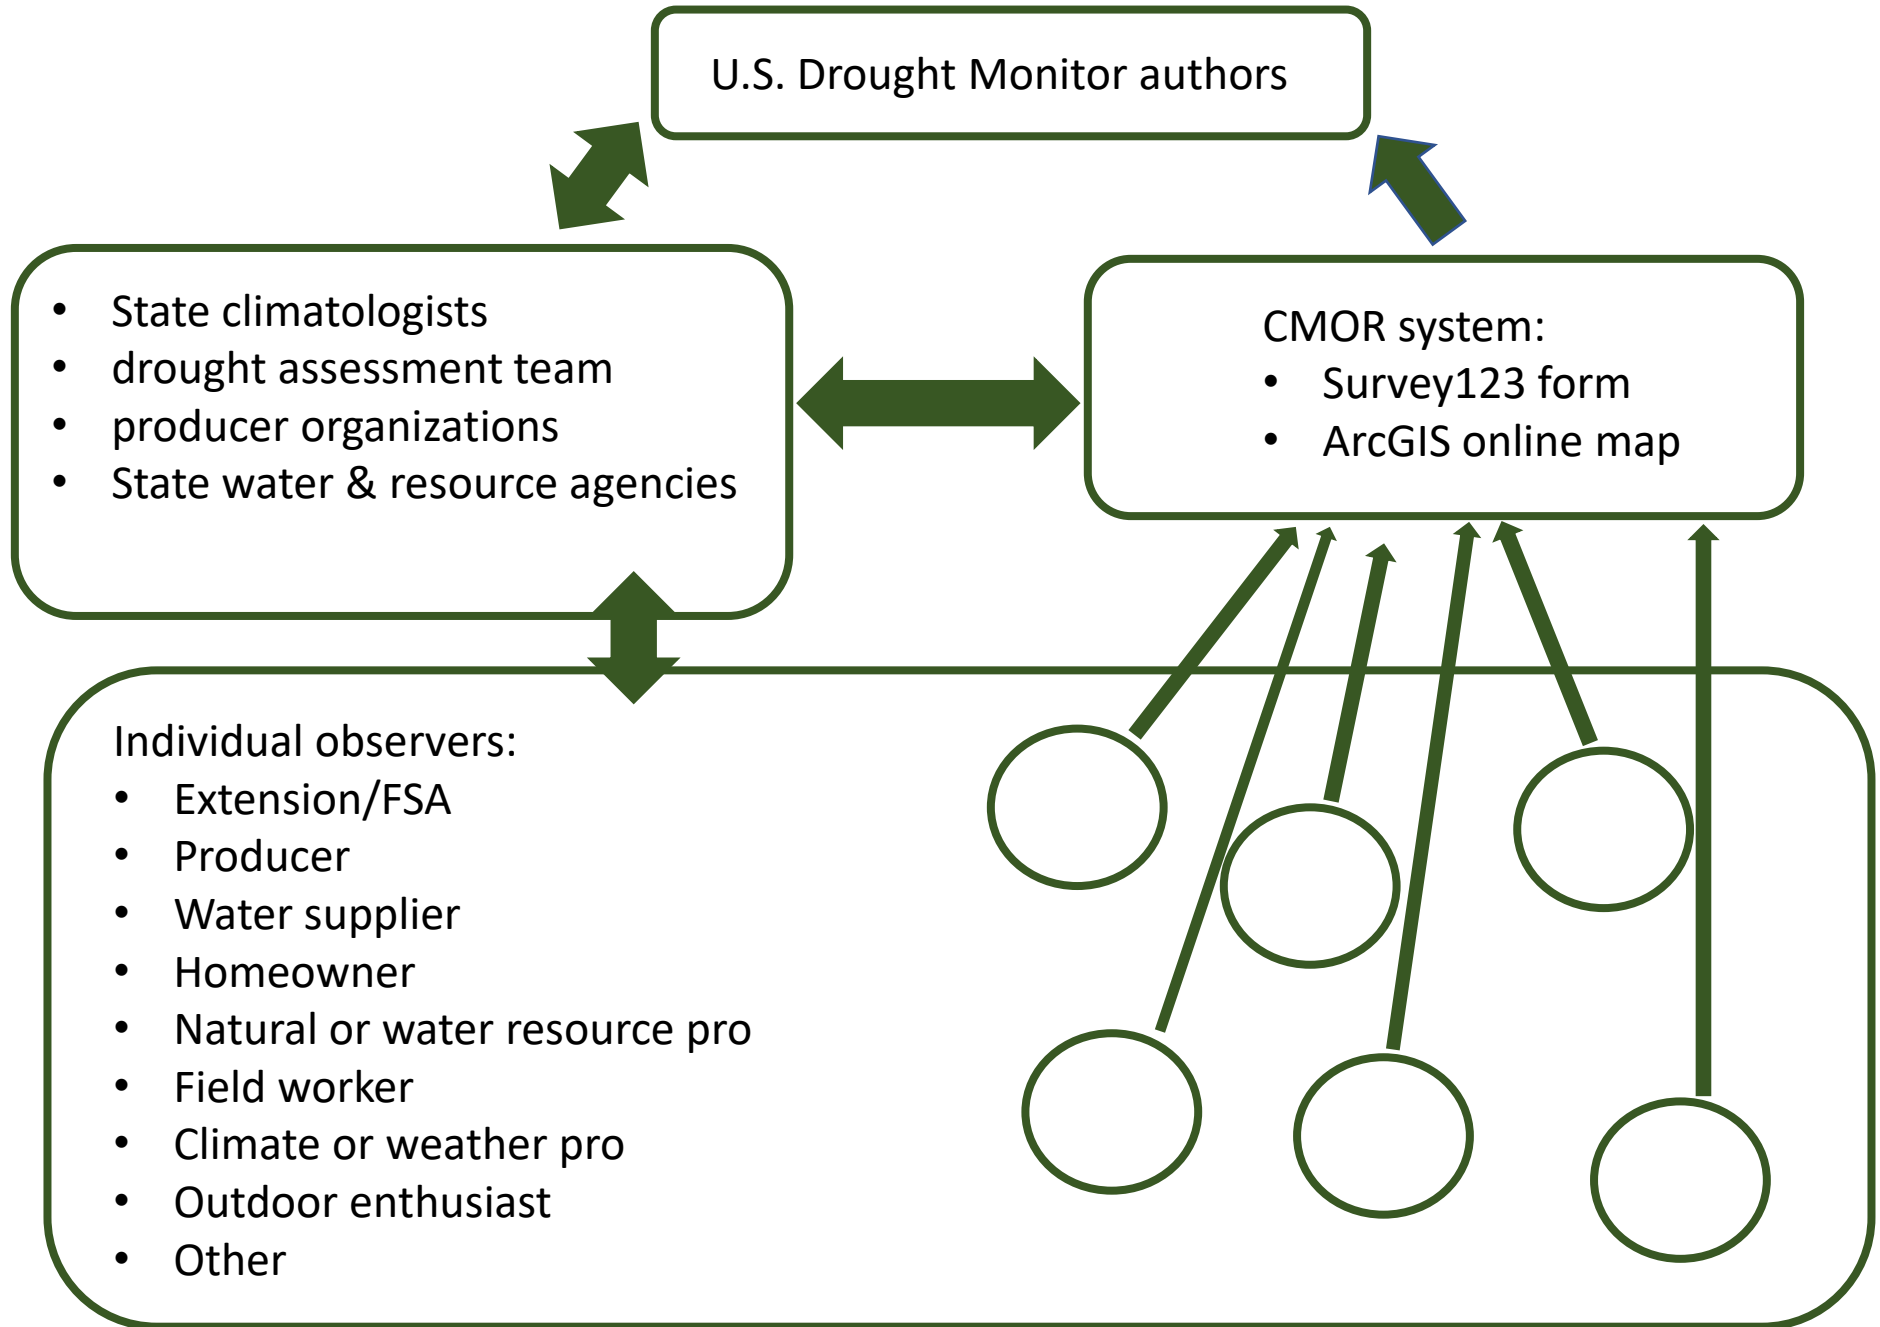 U.S. Drought Monitor authors
• State climatologists
• drought assessment team
• producer organizations
• State water & resource agencies
CMOR system:
• Survey123 form
• ArcGIS online map
Individual observers:
• Extension/FSA
• Producer
• Water supplier
• Homeowner
• Natural or water resource pro
• Field worker
• Climate or weather pro
• Outdoor enthusiast
• Other